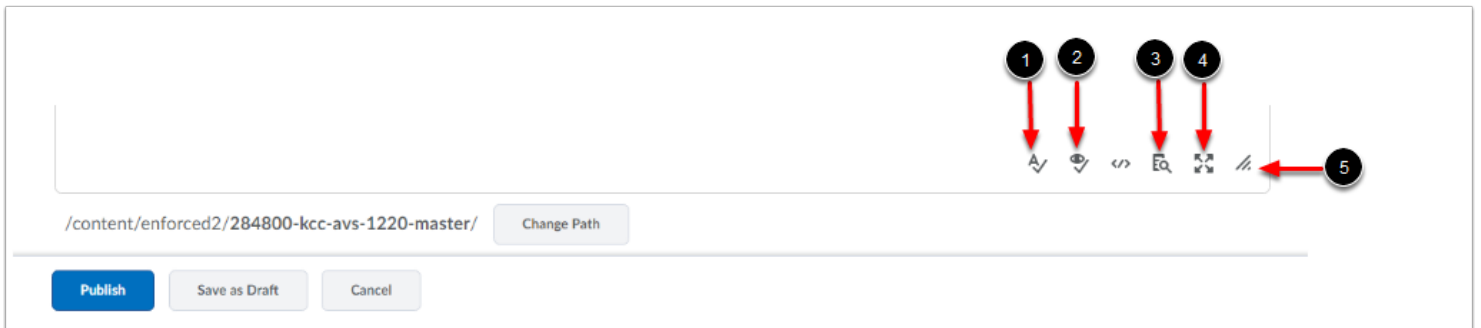 1 2 3 4
</> 5
/content/enforced2/284800-kcc-avs-1220-master/ Change Path
Publish Save as Draft Cancel